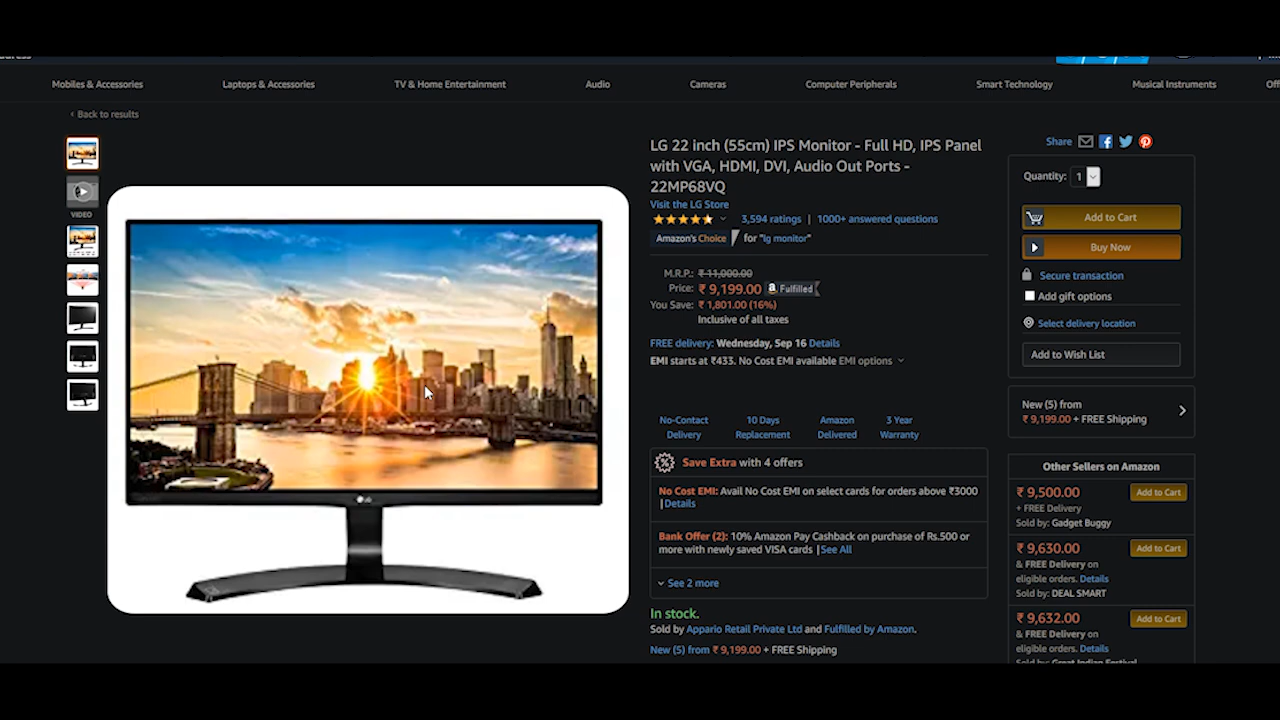 Mobiles & Accessories
Laptops & Accessories
TV & Home Entertainment
Audio
Cameras
Computer Peripherals
Smart Technology
Musical Instruments
Off
‹ Back to results
VIDEO
LG
LG 22 inch (55cm) IPS Monitor - Full HD, IPS Panel
with VGA, HDMI, DVI, Audio Out Ports -
22MP68VQ
Visit the LG Store
3,594 ratings | 1000+ answered questions
Amazon's Choice for "lg monitor"
M.R.P.: ₹ 11,000.00
Price: ₹ 9,199.00 a Fulfilled
You Save: ₹ 1,801.00 (16%)
Inclusive of all taxes
FREE delivery: Wednesday, Sep 16 Details
EMI starts at ₹433. No Cost EMI available EMI options
No-Contact
Delivery
10 Days
Replacement
Amazon
Delivered
3 Year
Warranty
Save Extra with 4 offers
No Cost EMI: Avail No Cost EMI on select cards for orders above ₹3000
|Details
Bank Offer (2): 10% Amazon Pay Cashback on purchase of Rs.500 or
more with newly saved VISA cards |See All
See 2 more
In stock.
Sold by Appario Retail Private Ltd and Fulfilled by Amazon.
New (5) from ₹ 9,199.00 + FREE Shipping
Share
Quantity: 1
Add to Cart
Buy Now
Secure transaction
Add gift options
Select delivery location
Add to Wish List
New (5) from
₹ 9,199.00 + FREE Shipping
Other Sellers on Amazon
₹ 9,500.00 Add to Cart
+ FREE Delivery
Sold by: Gadget Buggy
₹ 9,630.00 Add to Cart
& FREE Delivery on
eligible orders. Details
Sold by: DEAL SMART
₹ 9,632.00 Add to Cart
& FREE Delivery on
eligible orders. Details
Sold by: Great Indian Festival